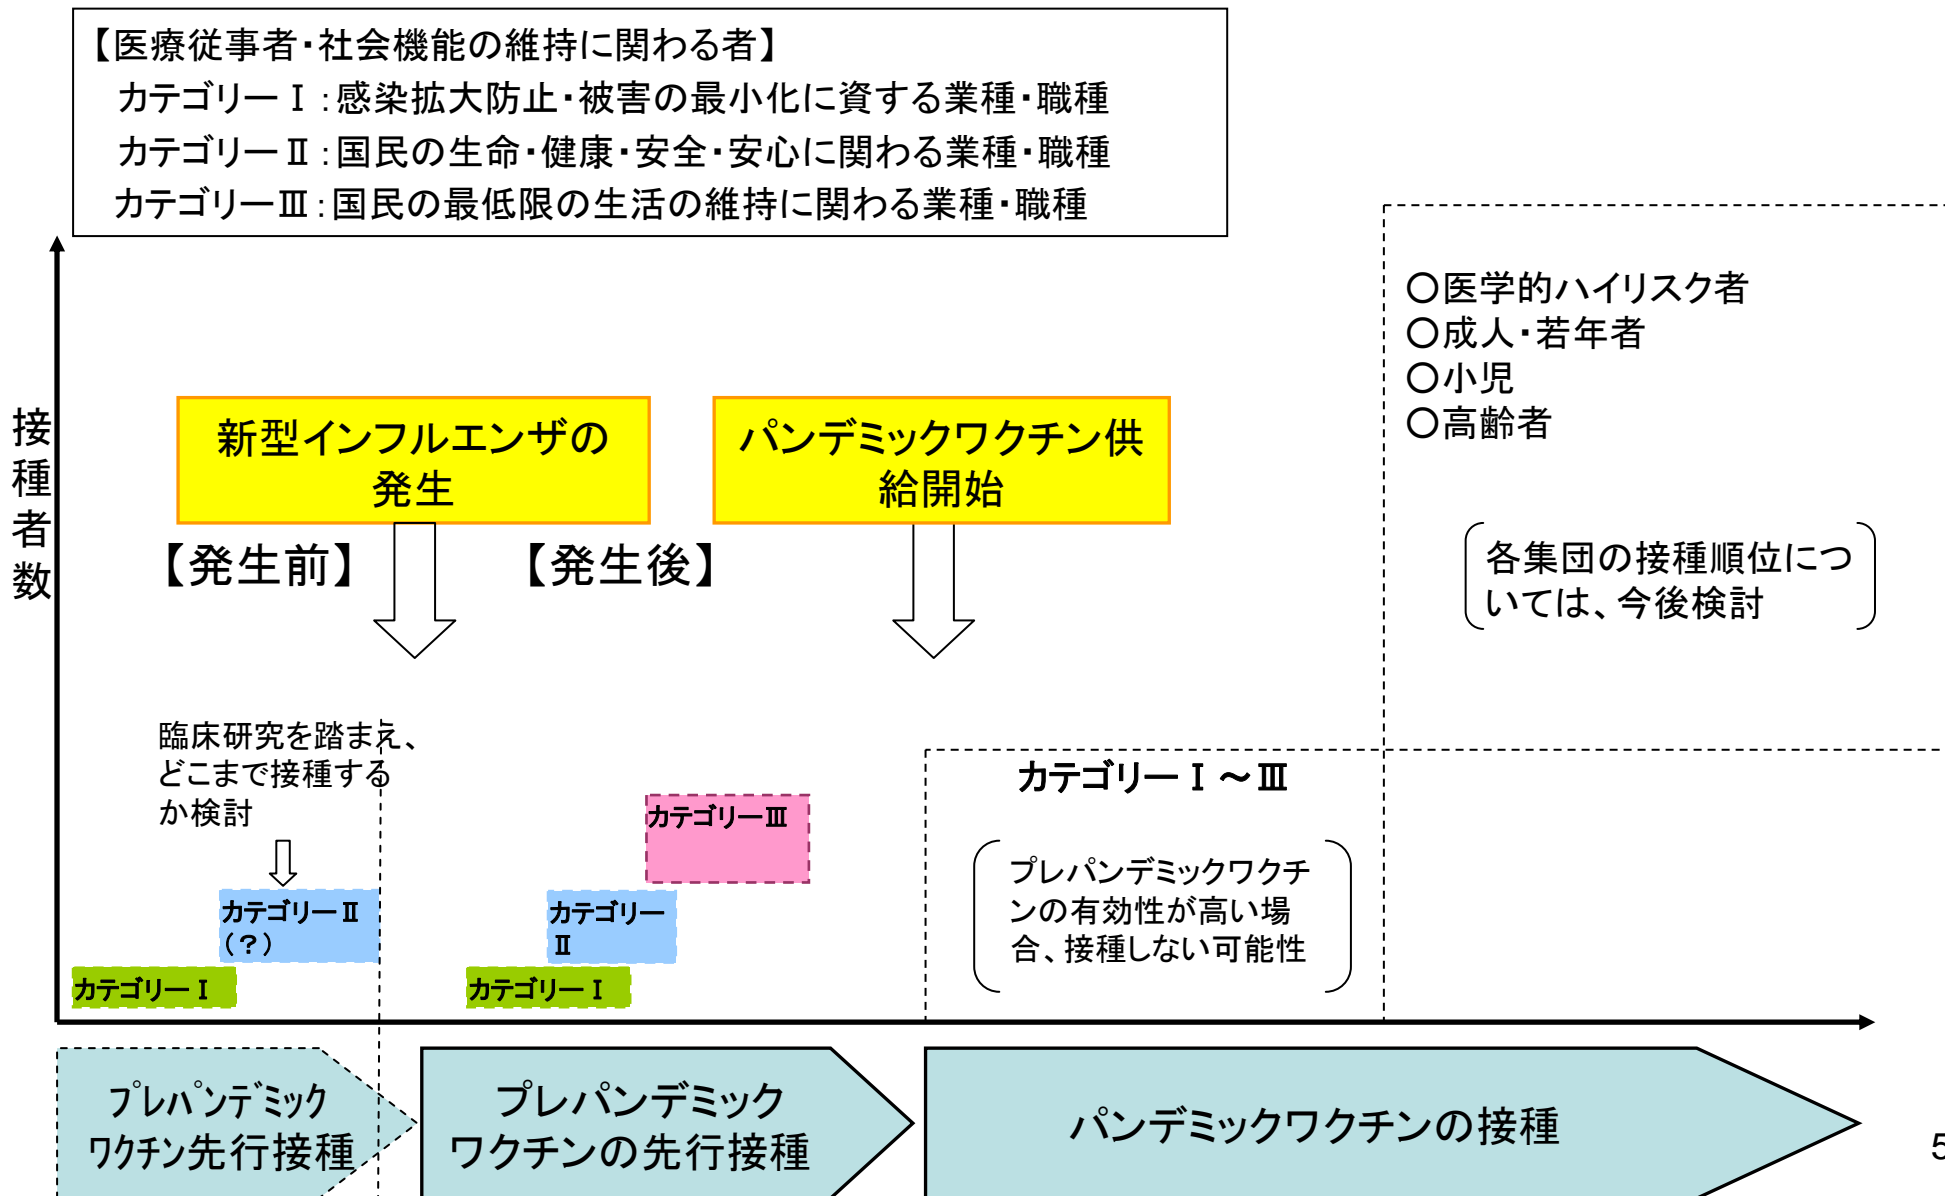 【医療従事者・社会機能の維持に関わる者】
カテゴリーⅠ：感染拡大防止・被害の最小化に資する業種・職種
カテゴリーⅡ：国民の生命・健康・安全・安心に関わる業種・職種
カテゴリーⅢ：国民の最低限の生活の維持に関わる業種・職種
接種者数
新型インフルエンザの
発生
パンデミックワクチン供
給開始
【発生前】
【発生後】
○医学的ハイリスク者
○成人・若年者
○小児
○高齢者
各集団の接種順位につ
いては、今後検討
臨床研究を踏まえ、
どこまで接種する
か検討
カテゴリーⅡ
（？）
カテゴリーⅠ
カテゴリーⅢ
カテゴリー
Ⅱ
カテゴリーⅠ
カテゴリーⅠ～Ⅲ
プレパンデミックワクチ
ンの有効性が高い場
合、接種しない可能性
ﾌﾟﾚﾊﾟﾝﾃﾞﾐｯｸ
ﾜｸﾁﾝ先行接種
プレパンデミック
ワクチンの先行接種
パンデミックワクチンの接種
5